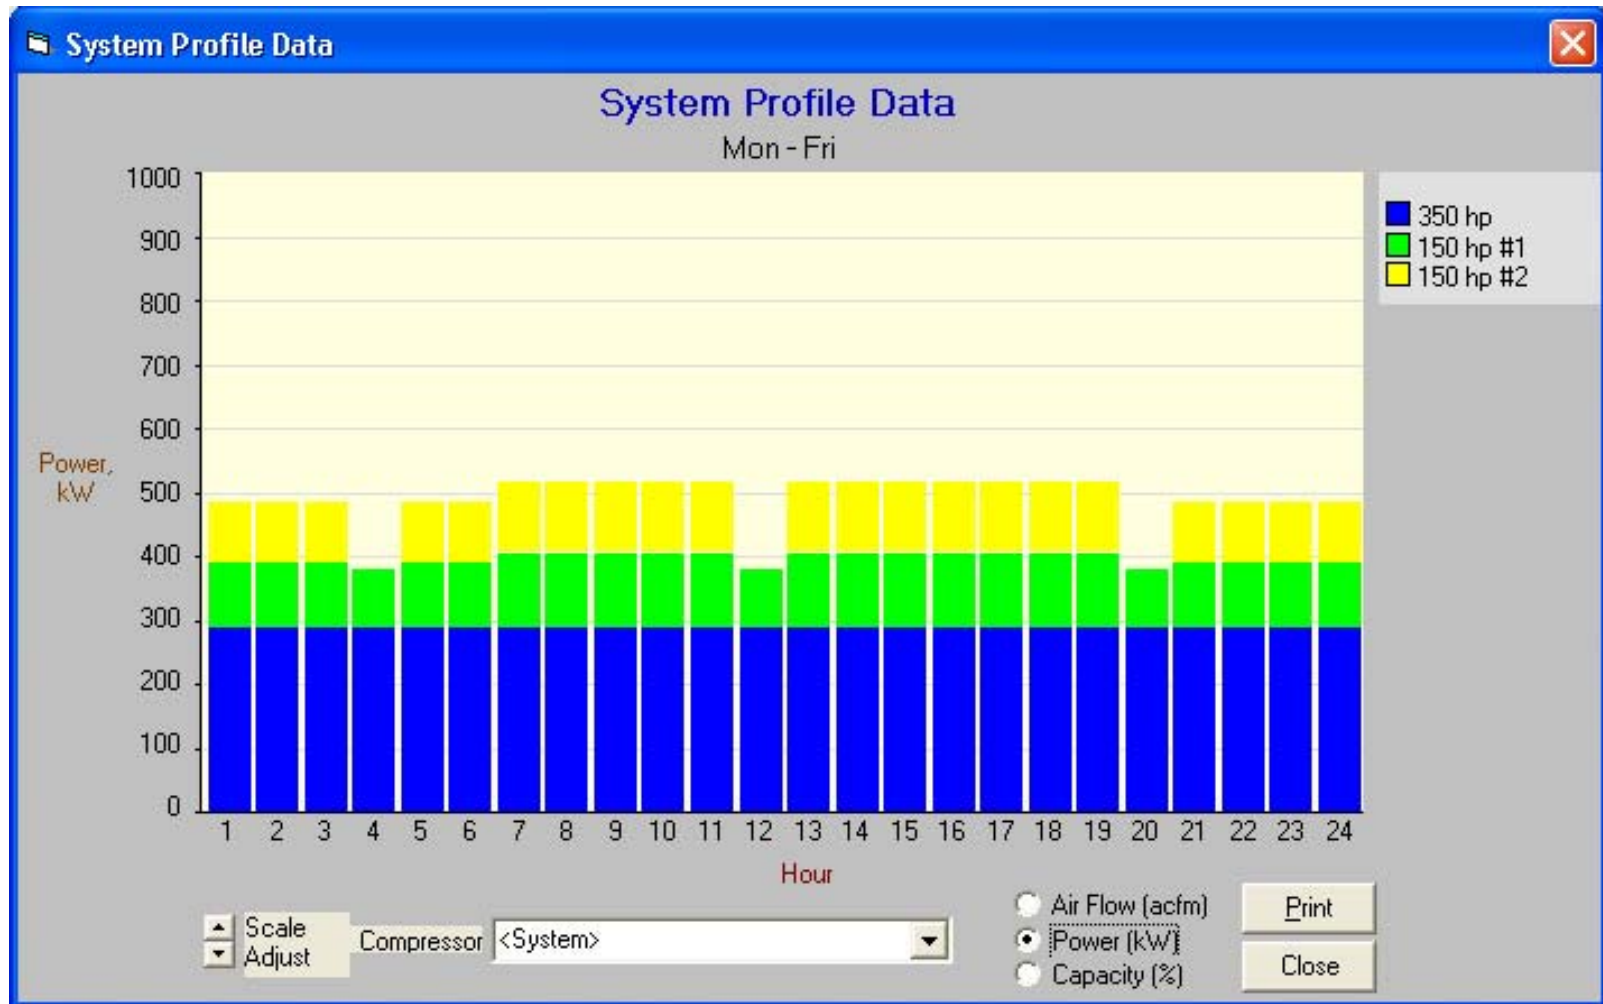 System Profile Data
System Profile Data
Mon - Fri
1000
900
800
700
600
500
400
300
200
100
0
Power,
kW
350 hp
150 hp #1
150 hp #2
1 2 3 4 5 6 7 8 9 10 11 12 13 14 15 16 17 18 19 20 21 22 23 24
Hour
Scale
Adjust
Compressor
<System>
Air Flow (acfm)
Power (kW)
Capacity (%)
Print
Close